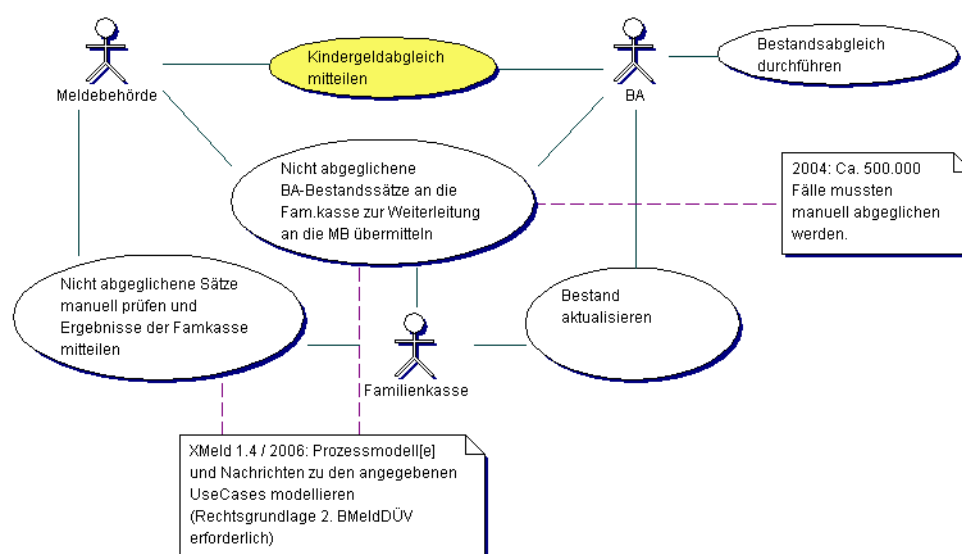 Kindergeldabgleich
mitteilen
Bestandsabgleich
durchführen
Meldebehörde
BA
Nicht abgeglichene
BA-Bestandssätze an die
Fam.kasse zur Weiterleitung
an die MB übermitteln
2004: Ca. 500.000
Fälle mussten
manuell abgeglichen
werden.
Nicht abgeglichene Sätze
manuell prüfen und
Ergebnisse der Famkasse
mitteilen
Bestand
aktualisieren
Familienkasse
XMeld 1.4 / 2006: Prozessmodell[e]
und Nachrichten zu den angegebenen
UseCases modellieren
(Rechtsgrundlage 2. BMeldDÜV
erforderlich)